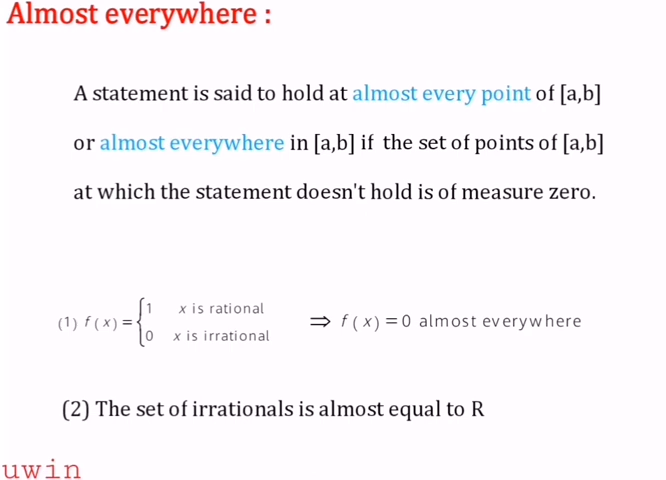 Almost everywhere :
A statement is said to hold at almost every point of [a,b]
or almost everywhere in [a,b] if the set of points of [a,b]
at which the statement doesn't hold is of measure zero.
(1) f(x)= { 1 x is rational ⇒ f(x)=0 almost everywhere
0 x is irrational
(2) The set of irrationals is almost equal to R
uwin